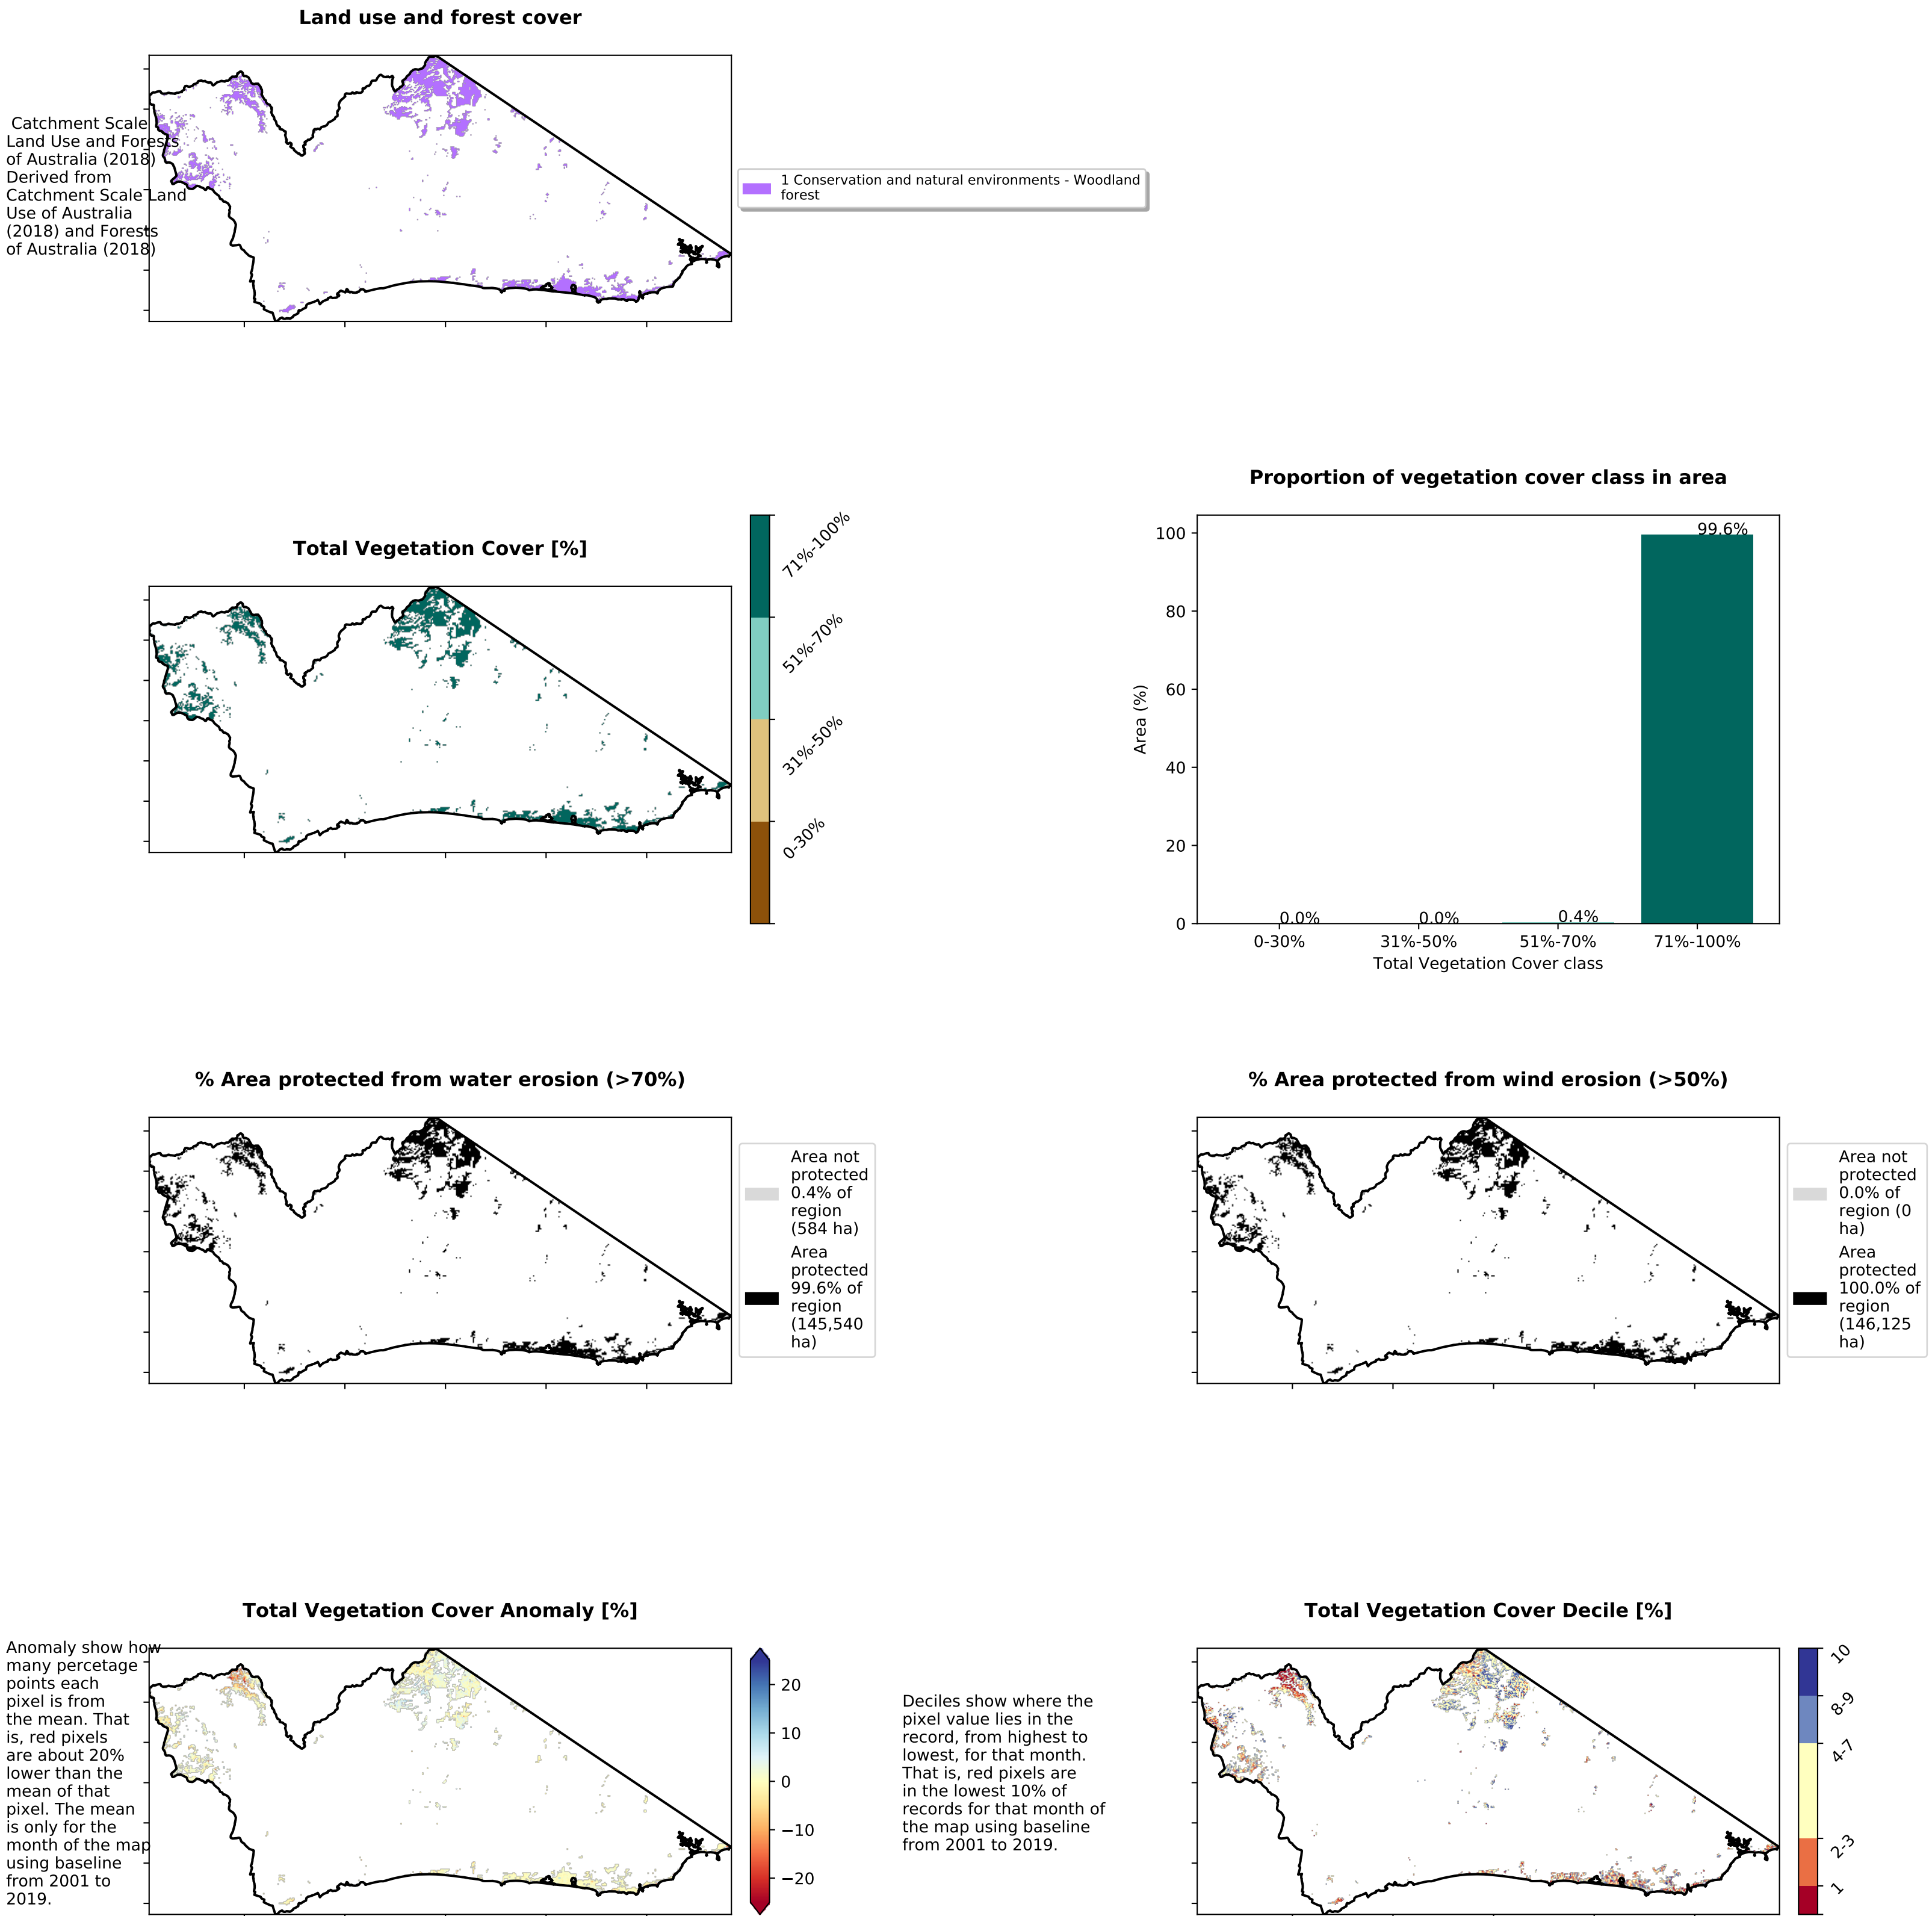 Land use and forest cover
Catchment Scale
Land Use and Forests
of Australia (2018)
Derived from
Catchment Scale Land
Use of Australia
(2018) and Forests
of Australia (2018)
1 Conservation and natural environments - Woodland
forest
Total Vegetation Cover [%]
71%-100%
51%-70%
31%-50%
0-30%
Proportion of vegetation cover class in area
100
80
60
40
20
0
Area (%)
0.0%
0.0%
0.4%
99.6%
0-30%
31%-50%
51%-70%
71%-100%
Total Vegetation Cover class
% Area protected from water erosion (>70%)
Area not
protected
0.4% of
region
(584 ha)
Area
protected
99.6% of
region
(145,540
ha)
% Area protected from wind erosion (>50%)
Area not
protected
0.0% of
region (0
ha)
Area
protected
100.0% of
region
(146,125
ha)
Total Vegetation Cover Anomaly [%]
Anomaly show how
many percetage
points each
pixel is from
the mean. That
is, red pixels
are about 20%
lower than the
mean of that
pixel. The mean
is only for the
month of the map
using baseline
from 2001 to
2019.
20
10
0
−10
−20
Total Vegetation Cover Decile [%]
Deciles show where the
pixel value lies in the
record, from highest to
lowest, for that month.
That is, red pixels are
in the lowest 10% of
records for that month of
the map using baseline
from 2001 to 2019.
10
8-9
4-7
2-3
1